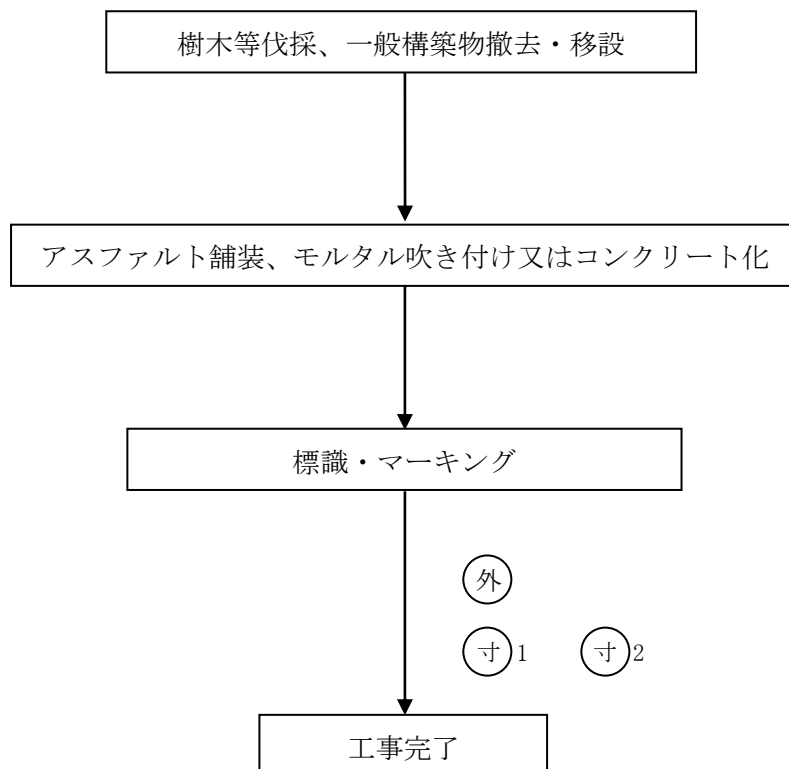 樹木等伐採、一般構築物撤去・移設
アスファルト舗装、モルタル吹き付け又はコンクリート化
標識・マーキング
外
寸1 寸2
工事完了